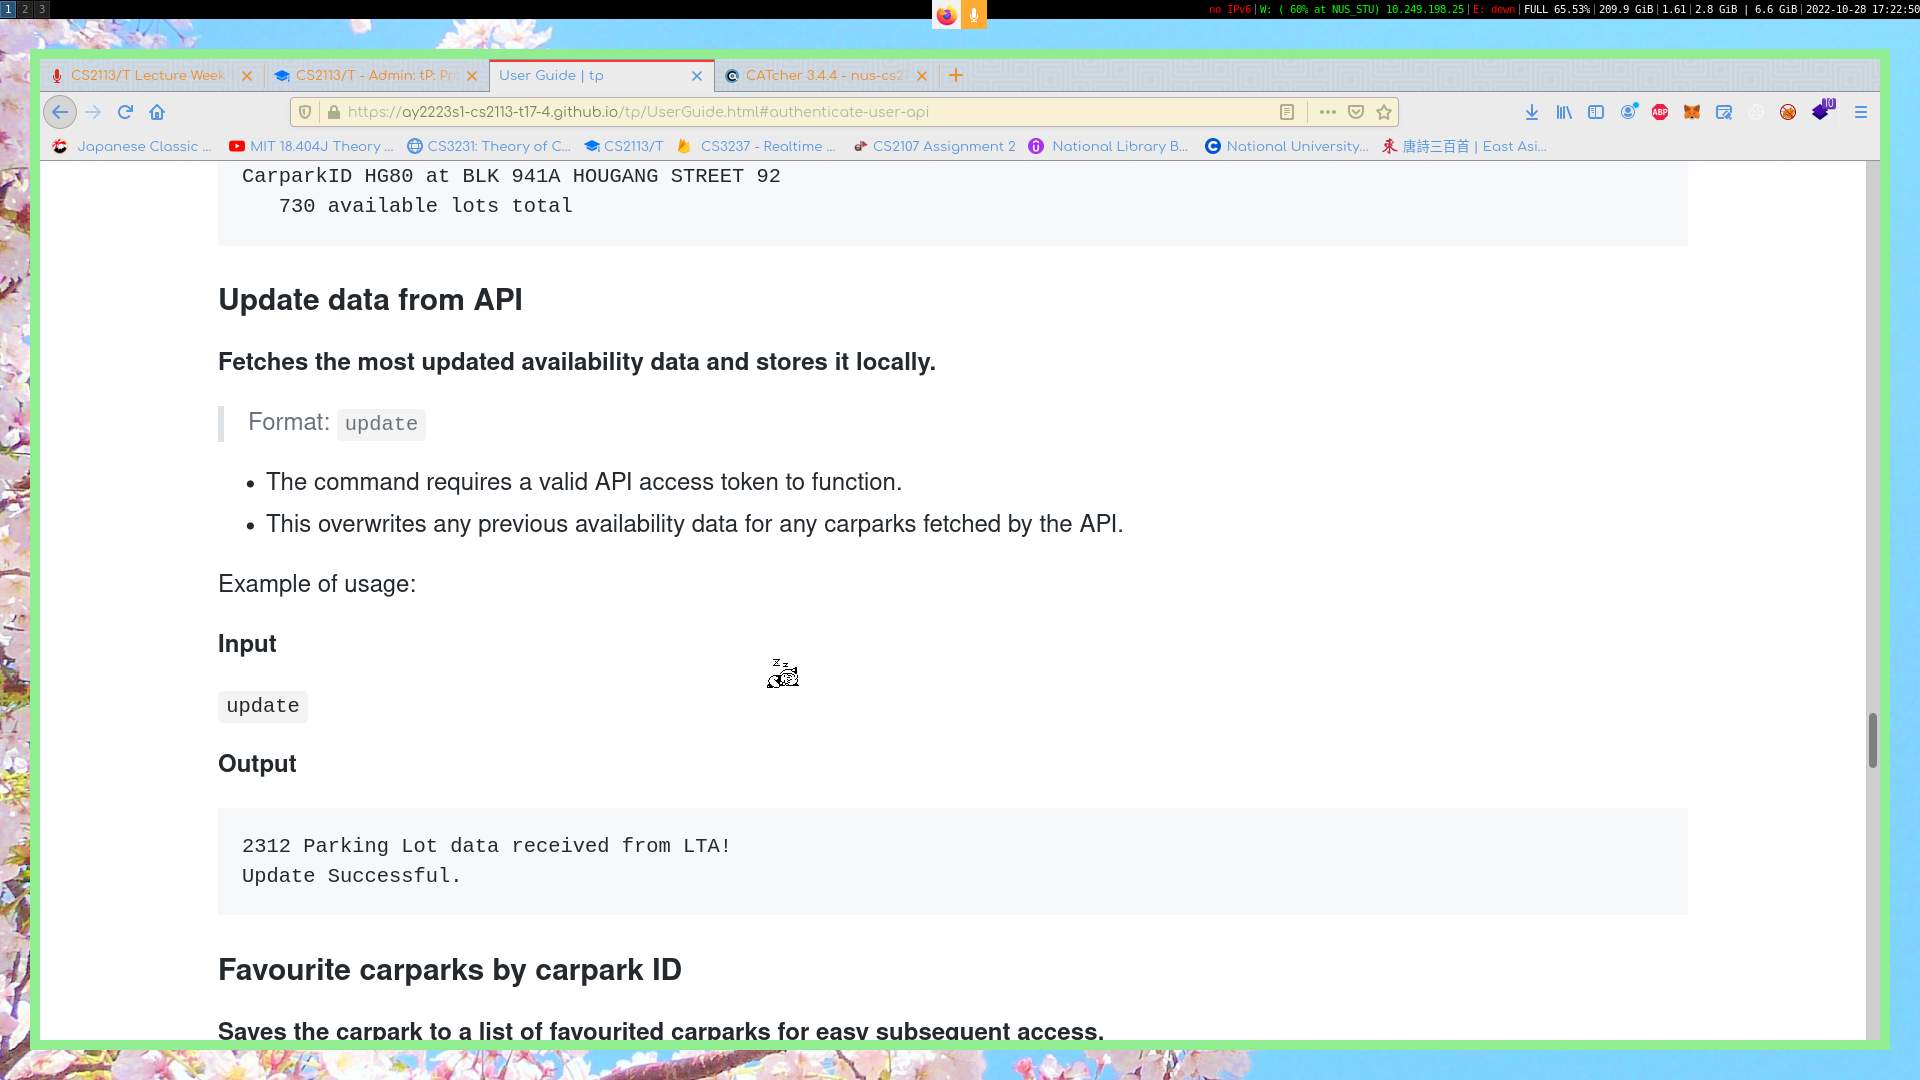 1 2 3
no IPv6 | W: ( 60% at NUS_STU) 10.249.198.25 | E: down | FULL 65.53% | 209.9 GiB | 1.61 | 2.8 GiB | 6.6 GiB | 2022-10-28 17:22:50
CS2113/T Lecture Week CS2113/T - Admin: tP: User Guide | tp CATcher 3.4.4 - nus-cs2
https://ay2223s1-cs2113-t17-4.github.io/tp/UserGuide.html#authenticate-user-api ABP 10
Japanese Classic ... MIT 18.404J Theory ... CS3231: Theory of C... CS2113/T CS3237 - Realtime ... CS2107 Assignment 2 National Library B... National University... 唐詩三百首 | East Asi...
CarparkID HG80 at BLK 941A HOUGANG STREET 92
730 available lots total
Update data from API
Fetches the most updated availability data and stores it locally.
Format: update
• The command requires a valid API access token to function.
• This overwrites any previous availability data for any carparks fetched by the API.
Example of usage:
Input
update
Output
2312 Parking Lot data received from LTA!
Update Successful.
Favourite carparks by carpark ID
Saves the carpark to a list of favourited carparks for easy subsequent access.